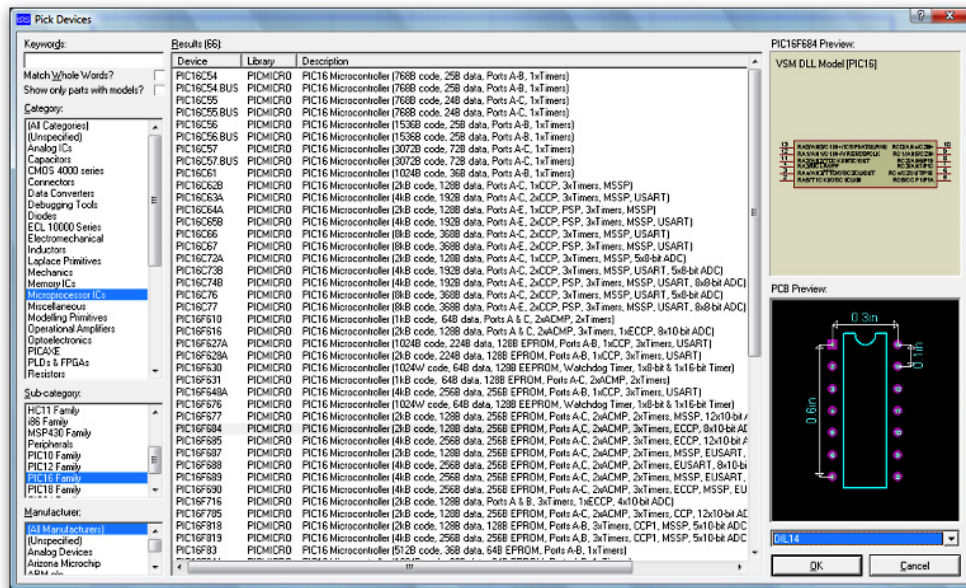 Pick Devices
Keywords:
Match Whole Words?
Show only parts with models?
Category:
(All Categories)
(Unspecified)
Analog ICs
Capacitors
CMOS 4000 series
Connectors
Data Converters
Debugging Tools
Diodes
ECL 10000 Series
Electromechanical
Inductors
Laplace Primitives
Mechanics
Memory ICs
Microprocessor ICs
Miscellaneous
Modelling Primitives
Operational Amplifiers
Optoelectronics
PICAXE
PLDs & FPGAs
Resistors
Sub-category:
HC11 Family
i86 Family
MSP430 Family
Peripherals
PIC10 Family
PIC12 Family
PIC16 Family
PIC18 Family
Manufacturer:
(All Manufacturers)
(Unspecified)
Analog Devices
Arizona Microchip
Results (66):
Device Library Description
PIC16C54 PICMICRO PIC16 Microcontroller (768B code, 25B data, Ports A-B, 1xTimers)
PIC16C54.BUS PICMICRO PIC16 Microcontroller (768B code, 25B data, Ports A-B, 1xTimers)
PIC16C55 PICMICRO PIC16 Microcontroller (768B code, 24B data, Ports A-C, 1xTimers)
PIC16C55.BUS PICMICRO PIC16 Microcontroller (768B code, 24B data, Ports A-C, 1xTimers)
PIC16C56 PICMICRO PIC16 Microcontroller (1536B code, 25B data, Ports A-B, 1xTimers)
PIC16C56.BUS PICMICRO PIC16 Microcontroller (1536B code, 25B data, Ports A-B, 1xTimers)
PIC16C57 PICMICRO PIC16 Microcontroller (3072B code, 72B data, Ports A-C, 1xTimers)
PIC16C57.BUS PICMICRO PIC16 Microcontroller (3072B code, 72B data, Ports A-C, 1xTimers)
PIC16C61 PICMICRO PIC16 Microcontroller (1024B code, 36B data, Ports A-B, 1xTimer)
PIC16C62B PICMICRO PIC16 Microcontroller (2kB code, 128B data, Ports A-C, 1xCCP, 3xTimers, MSSP)
PIC16C63A PICMICRO PIC16 Microcontroller (4kB code, 192B data, Ports A-C, 2xCCP, 3xTimers, MSSP, USART)
PIC16C64A PICMICRO PIC16 Microcontroller (2kB code, 128B data, Ports A-E, 1xCCP, PSP, 3xTimers, MSSP)
PIC16C65B PICMICRO PIC16 Microcontroller (4kB code, 192B data, Ports A-E, 2xCCP, PSP, 3xTimers, MSSP, USART)
PIC16C66 PICMICRO PIC16 Microcontroller (8kB code, 368B data, Ports A-C, 2xCCP, 3xTimers, MSSP, USART)
PIC16C67 PICMICRO PIC16 Microcontroller (8kB code, 368B data, Ports A-E, 2xCCP, PSP, 3xTimers, MSSP, USART)
PIC16C72A PICMICRO PIC16 Microcontroller (2kB code, 128B data, Ports A-C, 1xCCP, 3xTimers, MSSP, 5x8-bit ADC)
PIC16C73B PICMICRO PIC16 Microcontroller (4kB code, 192B data, Ports A-C, 2xCCP, 3xTimers, MSSP, USART, 5x8-bit ADC)
PIC16C74B PICMICRO PIC16 Microcontroller (4kB code, 192B data, Ports A-E, 2xCCP, PSP, 3xTimers, MSSP, USART, 8x8-bit ADC)
PIC16C76 PICMICRO PIC16 Microcontroller (8kB code, 368B data, Ports A-C, 2xCCP, 3xTimers, MSSP, USART, 5x8-bit ADC)
PIC16C77 PICMICRO PIC16 Microcontroller (8kB code, 368B data, Ports A-E, 2xCCP, PSP, 3xTimers, MSSP, USART, 8x8-bit ADC)
PIC16F610 PICMICRO PIC16 Microcontroller (1kB code, 64B data, Ports A & C, 2xACMP, 2xTimers)
PIC16F616 PICMICRO PIC16 Microcontroller (2kB code, 128B data, Ports A & C, 2xACMP, 3xTimers, 1xECCP, 8x10-bit ADC)
PIC16F627A PICMICRO PIC16 Microcontroller (1024B code, 224B data, 128B EPROM, Ports A-B, 1xCCP, 3xTimers, USART)
PIC16F628A PICMICRO PIC16 Microcontroller (2kB code, 224B data, 128B EPROM, Ports A-B, 1xCCP, 3xTimers, USART)
PIC16F630 PICMICRO PIC16 Microcontroller (1024W code, 64B data, 128B EEPROM, Watchdog Timer, 1x8-bit & 1x16-bit Timer)
PIC16F631 PICMICRO PIC16 Microcontroller (1kB code, 64B data, 128B EPROM, Ports A-C, 2xACMP, 2xTimers)
PIC16F648A PICMICRO PIC16 Microcontroller (4kB code, 256B data, 256B EPROM, Ports A-B, 1xCCP, 3xTimers, USART)
PIC16F676 PICMICRO PIC16 Microcontroller (1024W code, 64B data, 128B EEPROM, Watchdog Timer, 1x8-bit & 1x16-bit Timer)
PIC16F677 PICMICRO PIC16 Microcontroller (2kB code, 128B data, 256B EPROM, Ports A-C, 2xACMP, 2xTimers, MSSP, 12x10-bit
PIC16F684 PICMICRO PIC16 Microcontroller (2kB code, 128B data, 256B EPROM, Ports A,C, 2xACMP, 3xTimers, ECCP, 8x10-bit AD
PIC16F685 PICMICRO PIC16 Microcontroller (4kB code, 256B data, 256B EPROM, Ports A-C, 2xACMP, 3xTimers, ECCP, 12x10-bit
PIC16F687 PICMICRO PIC16 Microcontroller (2kB code, 128B data, 256B EPROM, Ports A-C, 2xACMP, 2xTimers, MSSP, EUSART,
PIC16F688 PICMICRO PIC16 Microcontroller (4kB code, 256B data, 256B EPROM, Ports A,C, 2xACMP, 2xTimers, EUSART, 8x10-bit
PIC16F689 PICMICRO PIC16 Microcontroller (4kB code, 256B data, 256B EPROM, Ports A-C, 2xACMP, 2xTimers, MSSP, EUSART,
PIC16F690 PICMICRO PIC16 Microcontroller (4kB code, 256B data, 256B EPROM, Ports A-C, 2xACMP, 3xTimers, ECCP, MSSP, EU
PIC16F716 PICMICRO PIC16 Microcontroller (2kB code, 128B data, Ports A & B, 3xTimers, 1xECCP, 4x10-bit ADC)
PIC16F785 PICMICRO PIC16 Microcontroller (2kB code, 128B data, 256B EPROM, Ports A-C, 2xACMP, 3xTimers, CCP, 12x10-bit
PIC16F818 PICMICRO PIC16 Microcontroller (2kB code, 128B data, 128B EPROM, Ports A-B, 3xTimers, CCP1, MSSP, 5x10-bit ADC
PIC16F819 PICMICRO PIC16 Microcontroller (4kB code, 256B data, 256B EPROM, Ports A-B, 3xTimers, CCP1, MSSP, 5x10-bit ADC
PIC16F83 PICMICRO PIC16 Microcontroller (512B code, 36B data, 64B EPROM, Ports A-B, 1xTimers)
PIC16F684 Preview:
VSM DLL Model [PIC16]
PCB Preview:
0.3in
0.1in
0.6in
DIL14
OK
Cancel